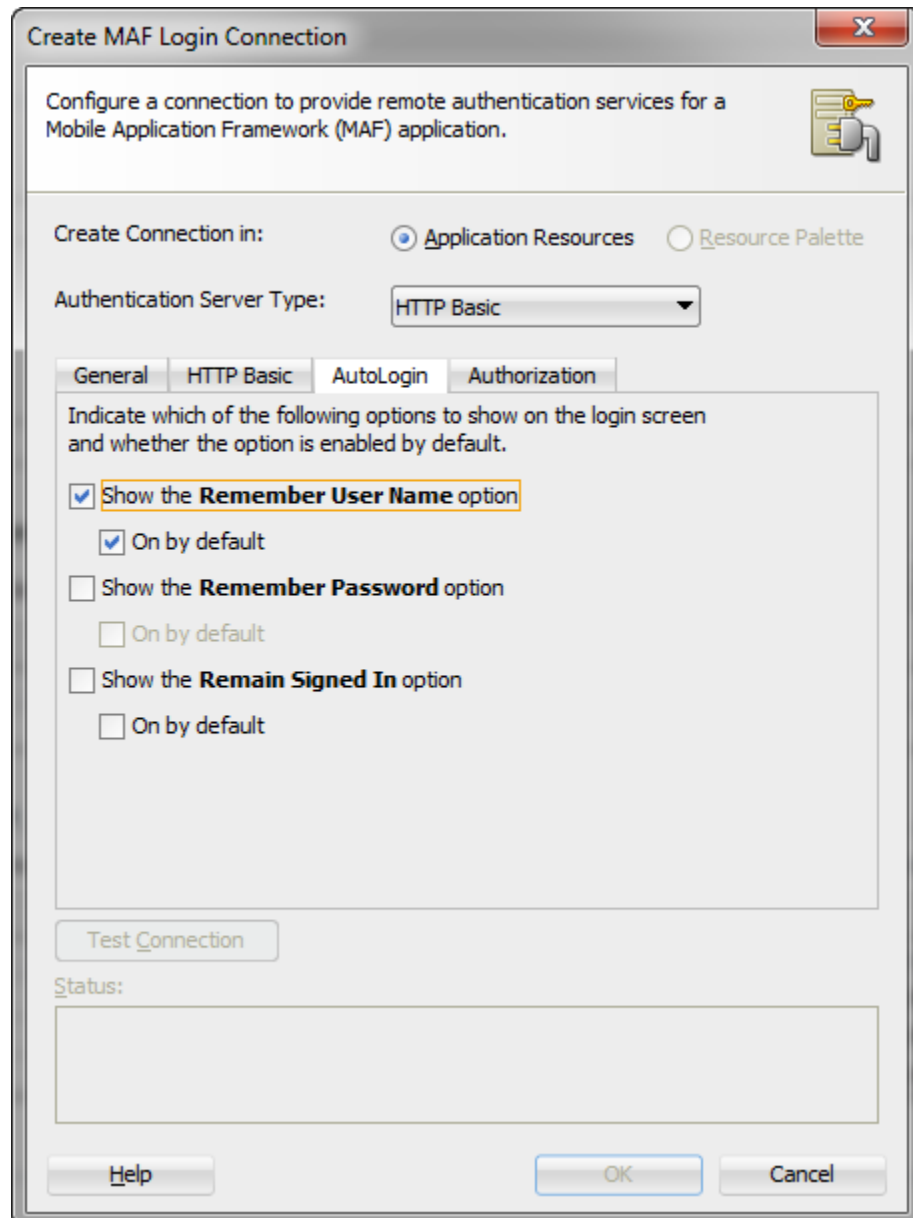 Create MAF Login Connection
Configure a connection to provide remote authentication services for a
Mobile Application Framework (MAF) application.
Create Connection in: Application Resources Resource Palette
Authentication Server Type: HTTP Basic
General HTTP Basic AutoLogin Authorization
Indicate which of the following options to show on the login screen
and whether the option is enabled by default.
Show the Remember User Name option
On by default
Show the Remember Password option
On by default
Show the Remain Signed In option
On by default
Test Connection
Status:
Help OK Cancel